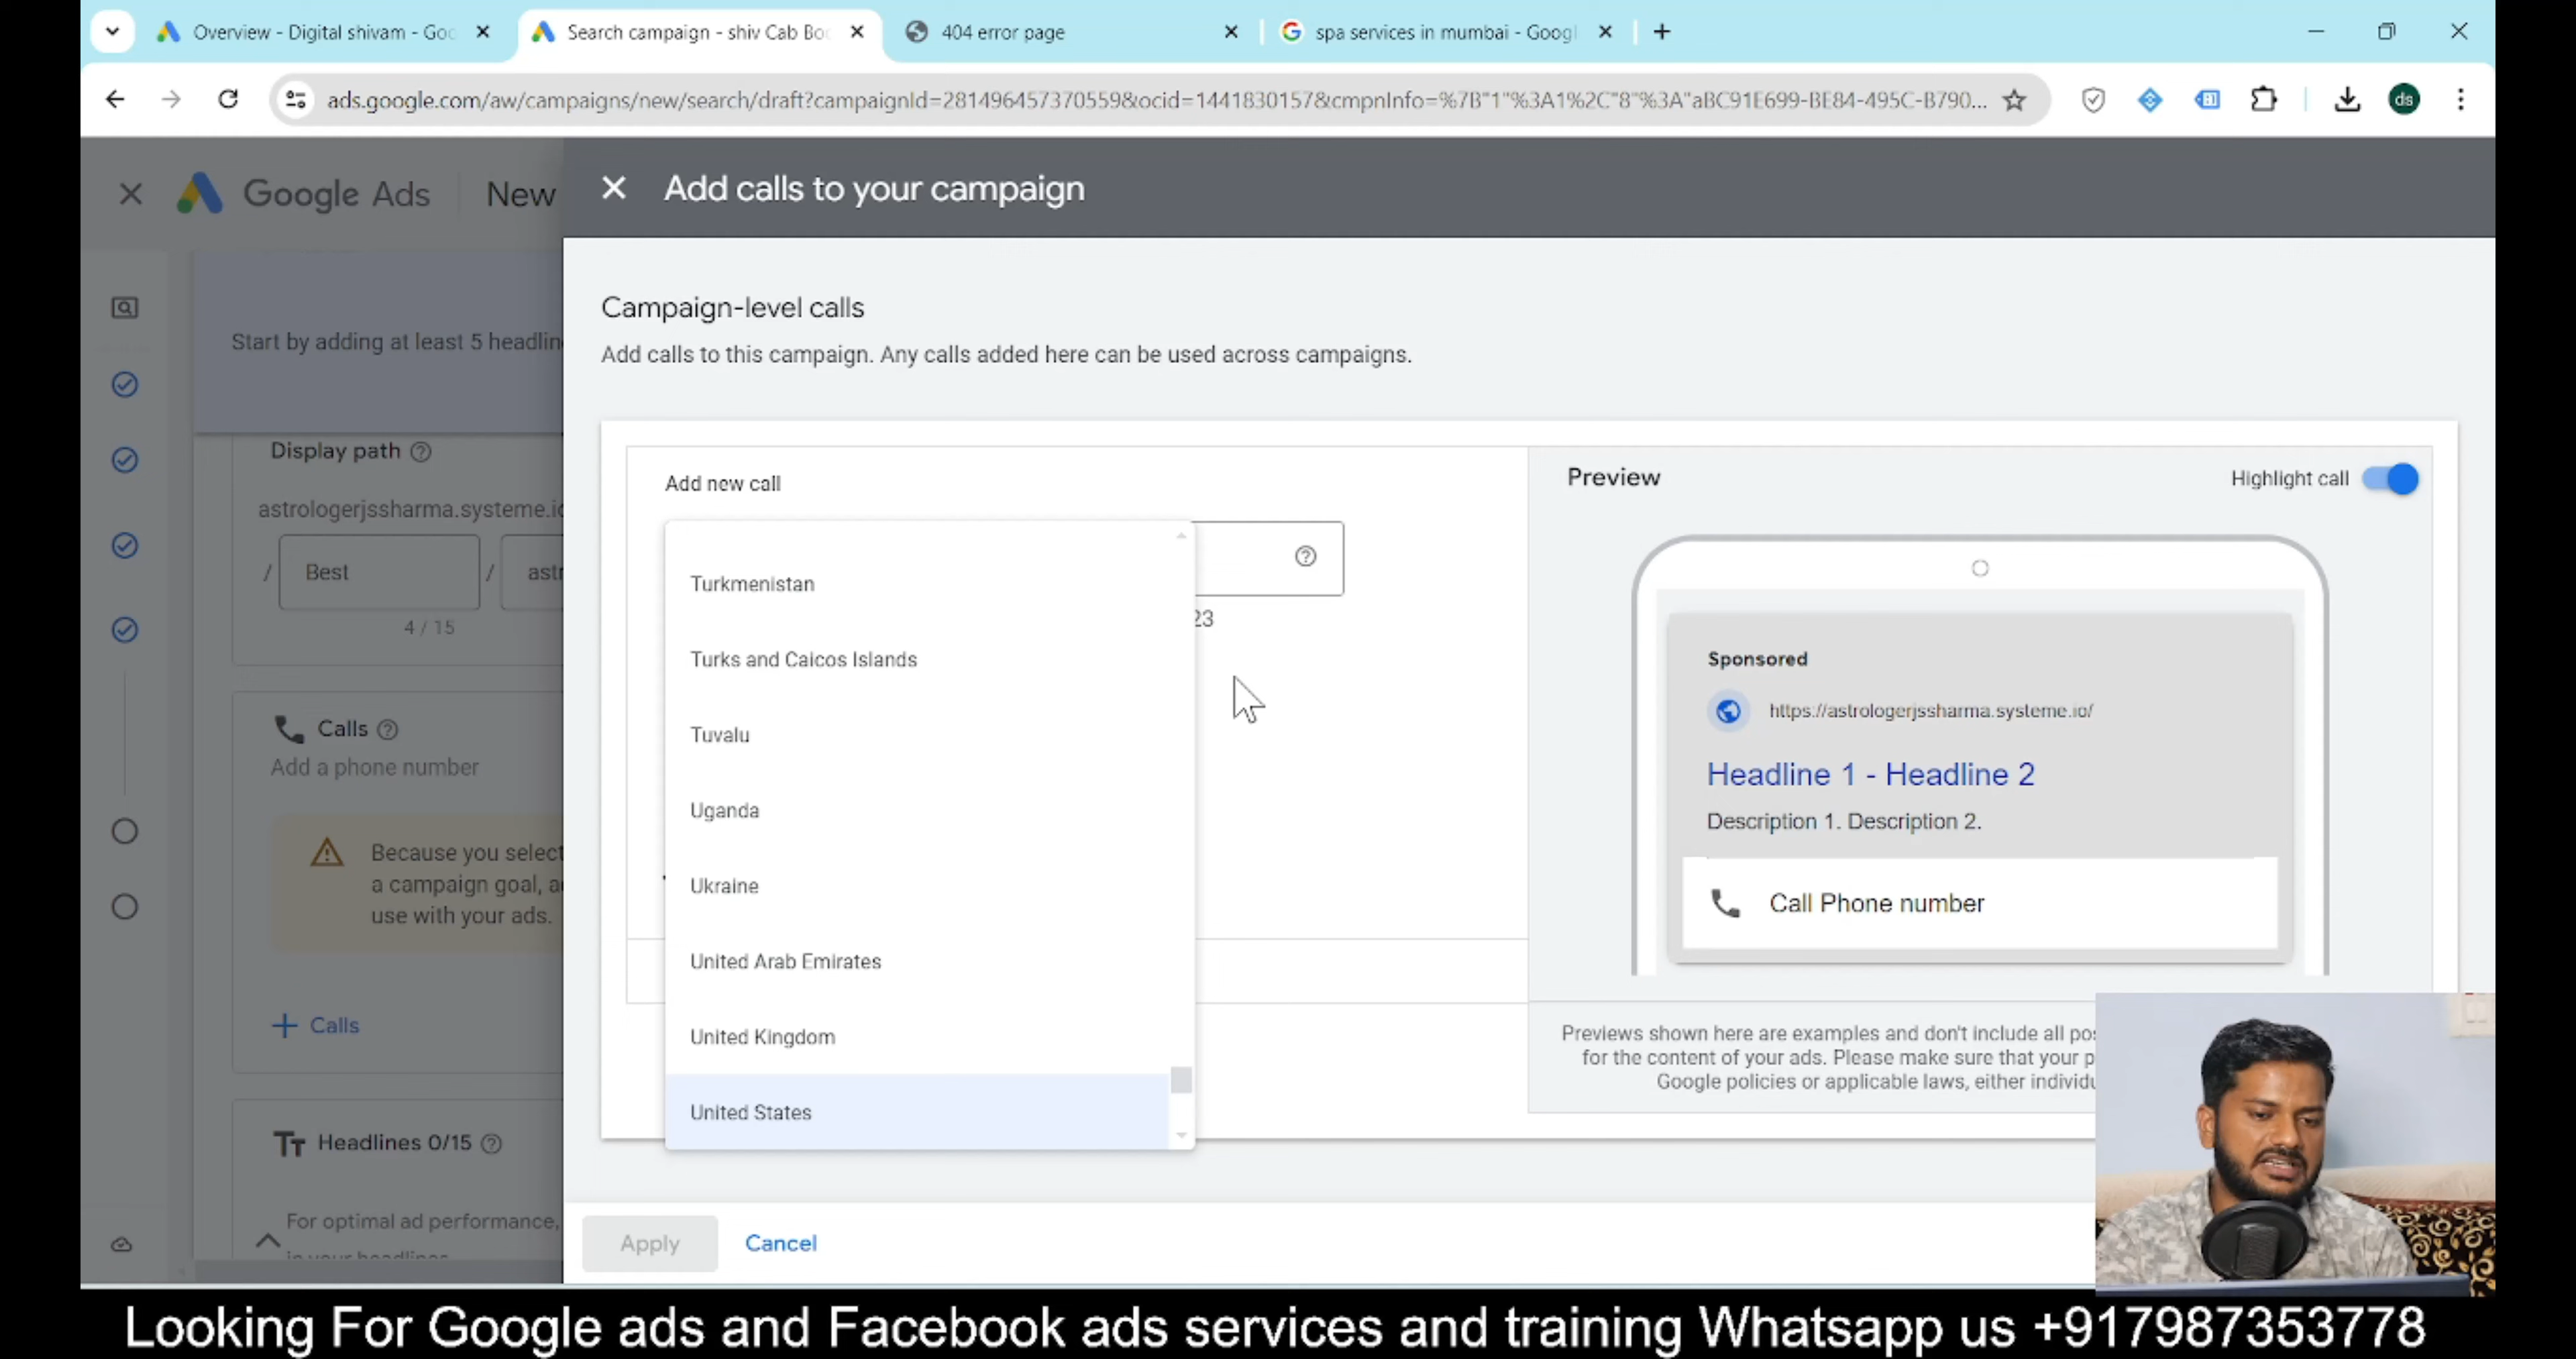 Overview - Digital shivam - Goo
Search campaign - shiv Cab Boo
404 error page
spa services in mumbai - Googl
ads.google.com/aw/campaigns/new/search/draft?campaignId=281496457370559&ocid=1441830157&cmpnInfo=%7B"1"%3A1%2C"8"%3A"aBC91E699-BE84-495C-B790...
ds
Google Ads
New
Add calls to your campaign
Campaign-level calls
Add calls to this campaign. Any calls added here can be used across campaigns.
Start by adding at least 5 headlin
Display path
astrologerjssharma.systeme.io
/ Best / astr
4 / 15
Calls
Add a phone number
Because you select
a campaign goal, a
use with your ads.
Calls
Headlines 0/15
For optimal ad performance,
in your headlines
Add new call
23
Turkmenistan
Turks and Caicos Islands
Tuvalu
Uganda
Ukraine
United Arab Emirates
United Kingdom
United States
Preview
Highlight call
Sponsored
https://astrologerjssharma.systeme.io/
Headline 1 - Headline 2
Description 1. Description 2.
Call Phone number
Previews shown here are examples and don't include all pos
for the content of your ads. Please make sure that your p
Google policies or applicable laws, either individu
Apply
Cancel
Looking For Google ads and Facebook ads services and training Whatsapp us +917987353778